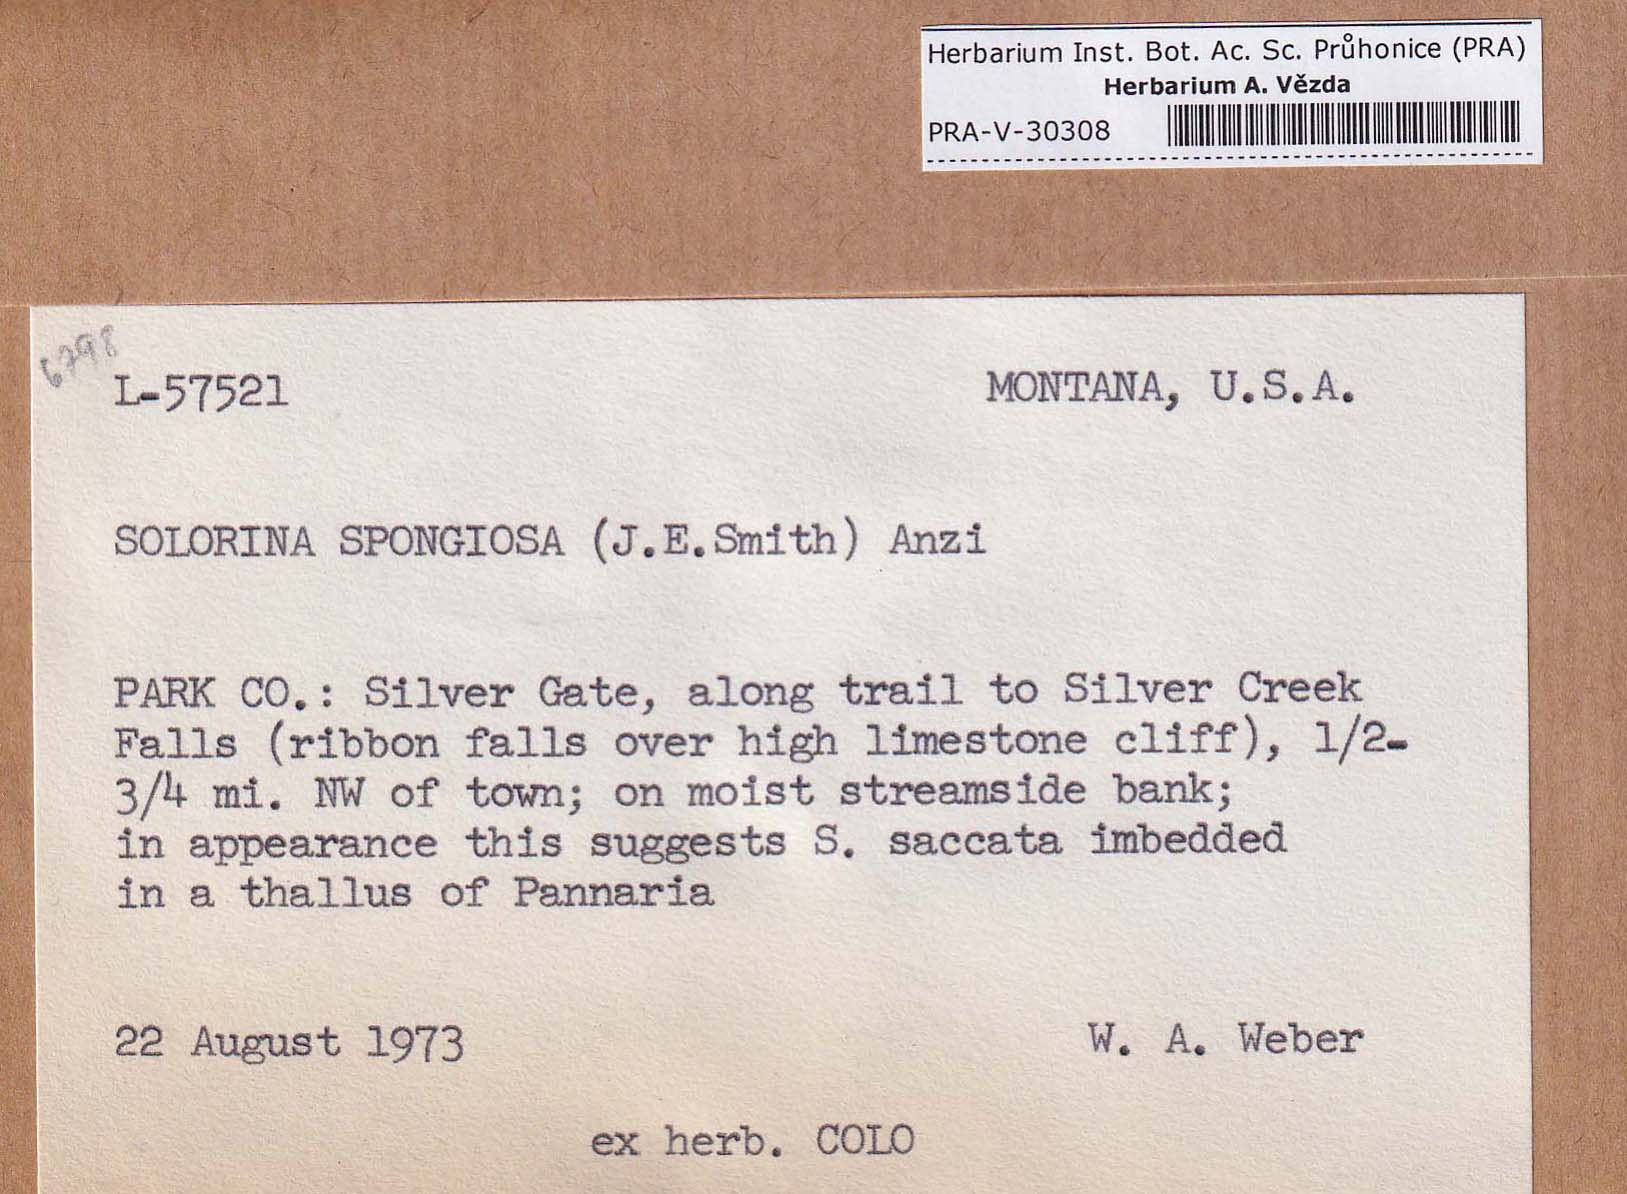 Herbarium Inst. Bot. Ac. Sc. Průhonice (PRA)
Herbarium A. Vězda
PRA-V-30308
6798
L-57521 MONTANA, U.S.A.
SOLORINA SPONGIOSA (J.E.Smith) Anzi
PARK CO.: Silver Gate, along trail to Silver Creek
Falls (ribbon falls over high limestone cliff), 1/2-
3/4 mi. NW of town; on moist streamside bank;
in appearance this suggests S. saccata imbedded
in a thallus of Pannaria
22 August 1973 W. A. Weber
ex herb. COLO